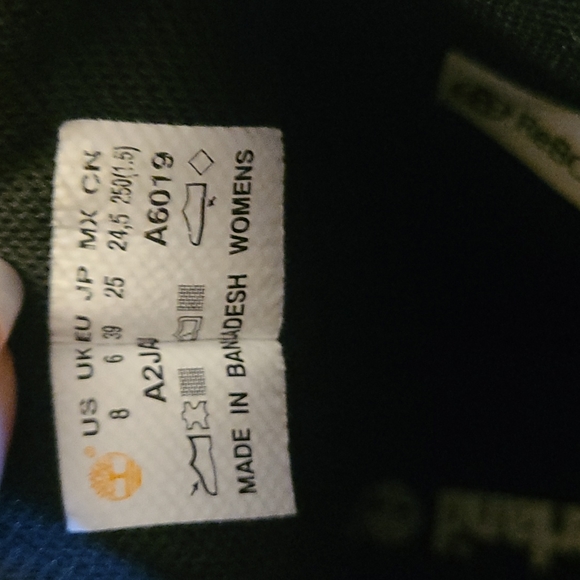 US UK EU JP MX CN
8 6 39 25 24,5 250(1.5)
A2JA A6019
MADE IN BANADESH WOMENS